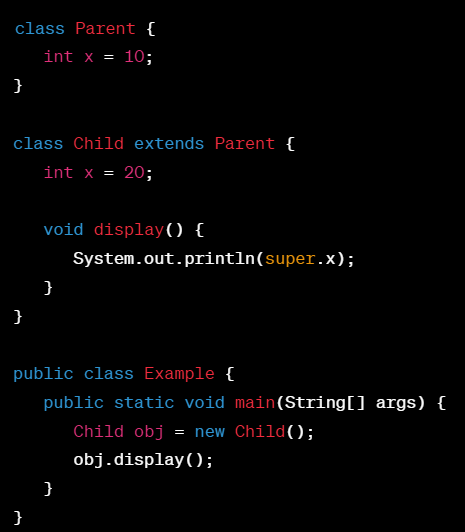 class Parent {
int x = 10;
}
class Child extends Parent {
int x = 20;
void display() {
System.out.println(super.x);
}
}
public class Example {
public static void main(String[] args) {
Child obj = new Child();
obj.display();
}
}